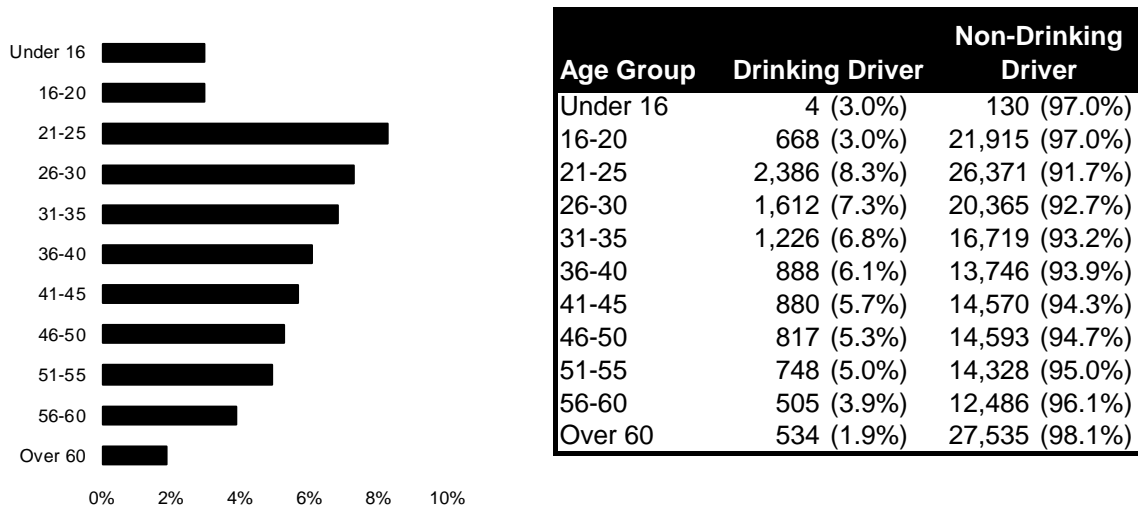 Under 16
16-20
21-25
26-30
31-35
36-40
41-45
46-50
51-55
56-60
Over 60
0% 2% 4% 6% 8% 10%
Age Group Drinking Driver Non-Drinking Driver
Under 16 4 (3.0%) 130 (97.0%)
16-20 668 (3.0%) 21,915 (97.0%)
21-25 2,386 (8.3%) 26,371 (91.7%)
26-30 1,612 (7.3%) 20,365 (92.7%)
31-35 1,226 (6.8%) 16,719 (93.2%)
36-40 888 (6.1%) 13,746 (93.9%)
41-45 880 (5.7%) 14,570 (94.3%)
46-50 817 (5.3%) 14,593 (94.7%)
51-55 748 (5.0%) 14,328 (95.0%)
56-60 505 (3.9%) 12,486 (96.1%)
Over 60 534 (1.9%) 27,535 (98.1%)